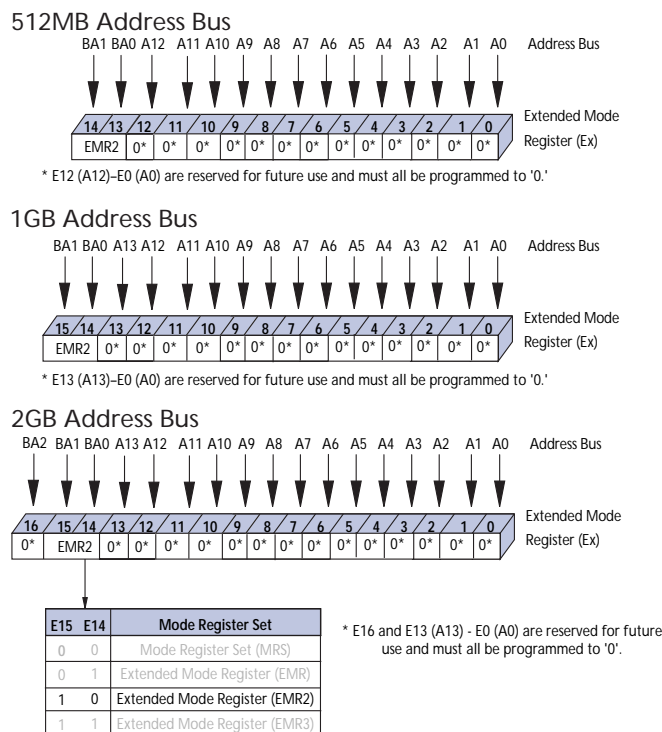 512MB Address Bus
BA1 BA0 A12 A11 A10 A9 A8 A7 A6 A5 A4 A3 A2 A1 A0 Address Bus
14 13 12 11 10 9 8 7 6 5 4 3 2 1 0 Extended Mode
EMR2 0* 0* 0* 0* 0* 0* 0* 0* 0* 0* 0* 0* 0* Register (Ex)
* E12 (A12)–E0 (A0) are reserved for future use and must all be programmed to '0.'
1GB Address Bus
BA1 BA0 A13 A12 A11 A10 A9 A8 A7 A6 A5 A4 A3 A2 A1 A0 Address Bus
15 14 13 12 11 10 9 8 7 6 5 4 3 2 1 0 Extended Mode
EMR2 0* 0* 0* 0* 0* 0* 0* 0* 0* 0* 0* 0* 0* 0* Register (Ex)
* E13 (A13)–E0 (A0) are reserved for future use and must all be programmed to '0.'
2GB Address Bus
BA2 BA1 BA0 A13 A12 A11 A10 A9 A8 A7 A6 A5 A4 A3 A2 A1 A0 Address Bus
16 15 14 13 12 11 10 9 8 7 6 5 4 3 2 1 0 Extended Mode
0* EMR2 0* 0* 0* 0* 0* 0* 0* 0* 0* 0* 0* 0* 0* 0* Register (Ex)
E15 E14 Mode Register Set
0 0 Mode Register Set (MRS)
0 1 Extended Mode Register (EMR)
1 0 Extended Mode Register (EMR2)
1 1 Extended Mode Register (EMR3)
* E16 and E13 (A13) - E0 (A0) are reserved for future
use and must all be programmed to '0'.